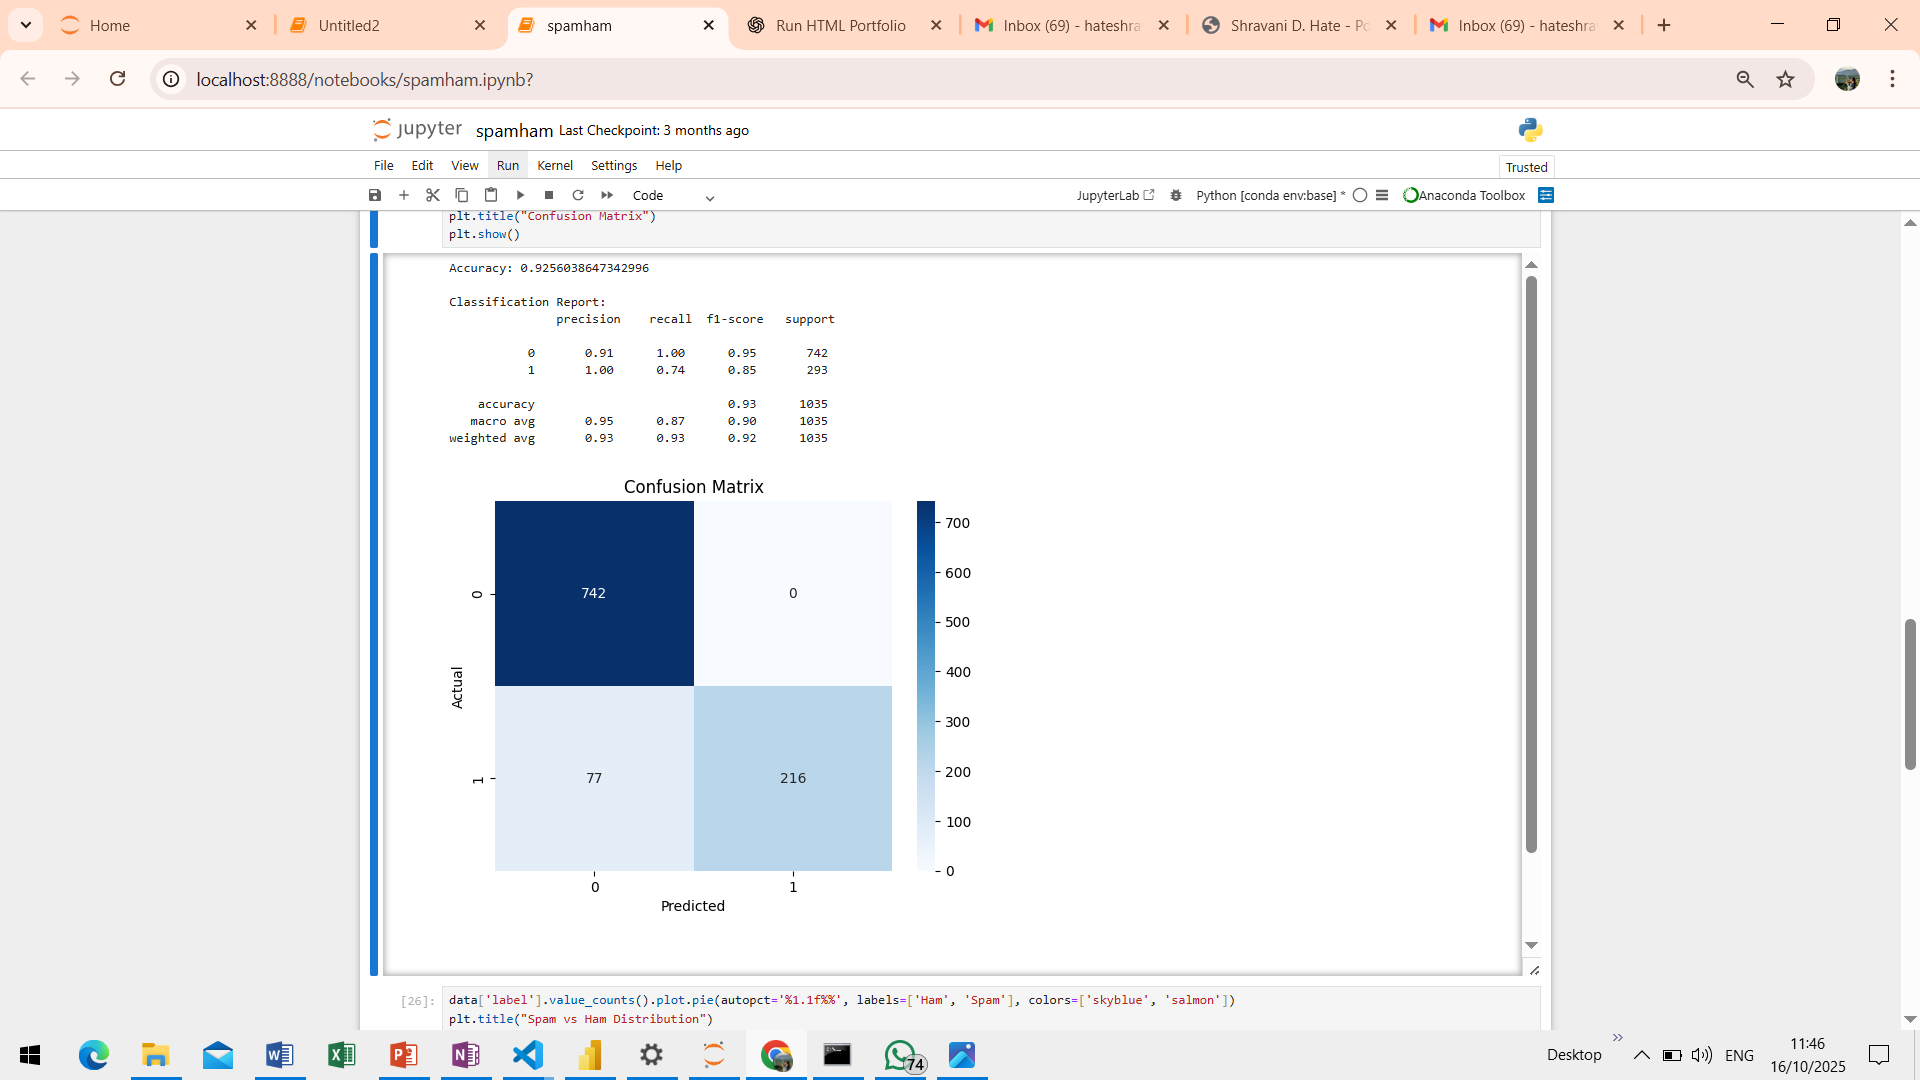 Home
Untitled2
spamham
Run HTML Portfolio
Inbox (69) - hateshra
Shravani D. Hate - Po
Inbox (69) - hateshra
localhost:8888/notebooks/spamham.ipynb?
jupyter spamham Last Checkpoint: 3 months ago
File Edit View Run Kernel Settings Help
Trusted
Code
JupyterLab
Python [conda env:base] *
Anaconda Toolbox
plt.title("Confusion Matrix")
plt.show()
Accuracy: 0.9256038647342996
Classification Report:
precision recall f1-score support
0 0.91 1.00 0.95 742
1 1.00 0.74 0.85 293
accuracy 0.93 1035
macro avg 0.95 0.87 0.90 1035
weighted avg 0.93 0.93 0.92 1035
Confusion Matrix
700
600
500
400
300
200
100
0
742 0
77 216
Actual
0
1
0 1
Predicted
[26]:
data['label'].value_counts().plot.pie(autopct='%1.1f%%', labels=['Ham', 'Spam'], colors=['skyblue', 'salmon'])
plt.title("Spam vs Ham Distribution")
74
Desktop
ENG
11:46
16/10/2025